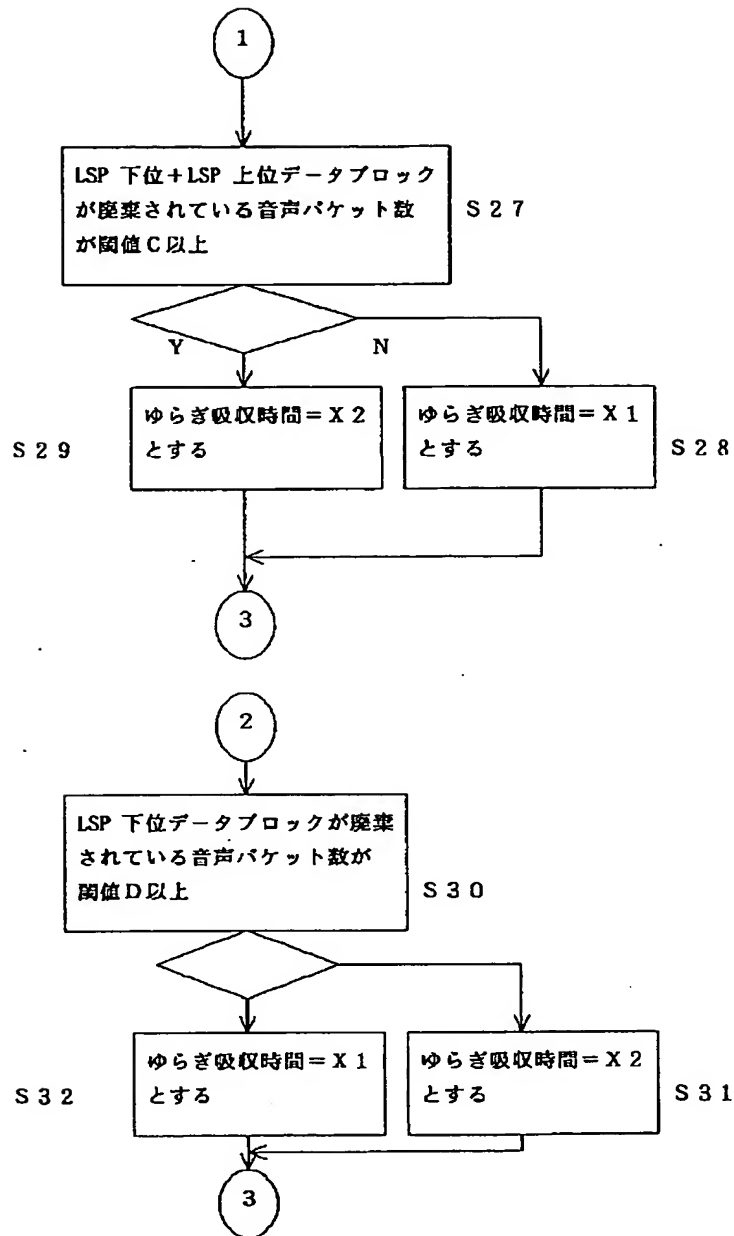 1
LSP 下位+LSP 上位データブロック
が廃棄されている音声パケット数
が閾値C以上
S27
Y
N
ゆらぎ吸収時間=X2
とする
S29
ゆらぎ吸収時間=X1
とする
S28
3
2
LSP 下位データブロックが廃棄
されている音声パケット数が
閾値D以上
S30
ゆらぎ吸収時間=X1
とする
S32
ゆらぎ吸収時間=X2
とする
S31
3